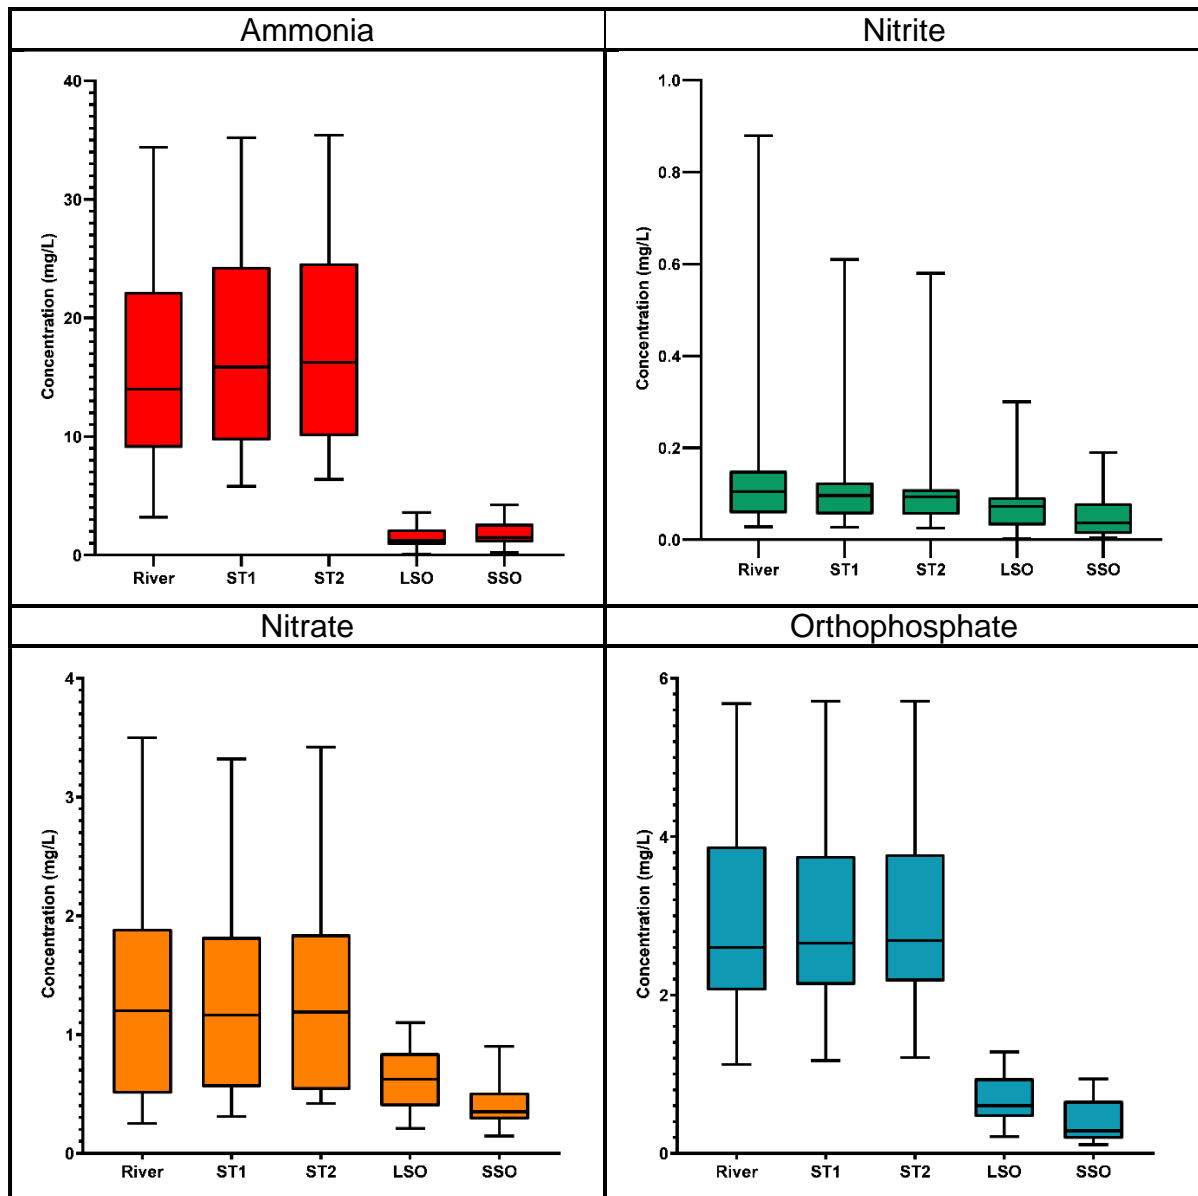 Ammonia
Nitrite
Concentration (mg/L)
40
30
20
10
0
River ST1 ST2 LSO SSO
Concentration (mg/L)
1.0
0.8
0.6
0.4
0.2
0.0
River ST1 ST2 LSO SSO
Nitrate
Orthophosphate
Concentration (mg/L)
4
3
2
1
0
River ST1 ST2 LSO SSO
Concentration (mg/L)
6
4
2
0
River ST1 ST2 LSO SSO